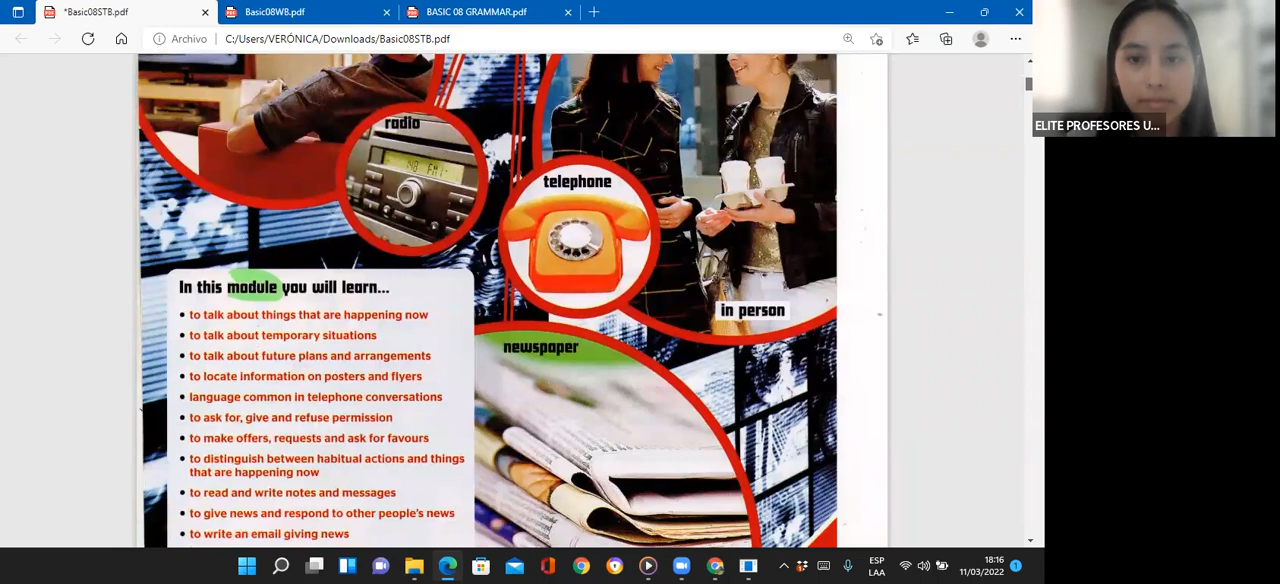 *Basic08STB.pdf
Basic08WB.pdf
BASIC 08 GRAMMAR.pdf
Archivo
C:/Users/VERÓNICA/Downloads/Basic08STB.pdf
ELITE PROFESORES U...
radio
telephone
in person
newspaper
In this module you will learn...
• to talk about things that are happening now
• to talk about temporary situations
• to talk about future plans and arrangements
• to locate information on posters and flyers
• language common in telephone conversations
• to ask for, give and refuse permission
• to make offers, requests and ask for favours
• to distinguish between habitual actions and things
that are happening now
• to read and write notes and messages
• to give news and respond to other people's news
• to write an email giving news
ESP
LAA
18:16
11/03/2022
1